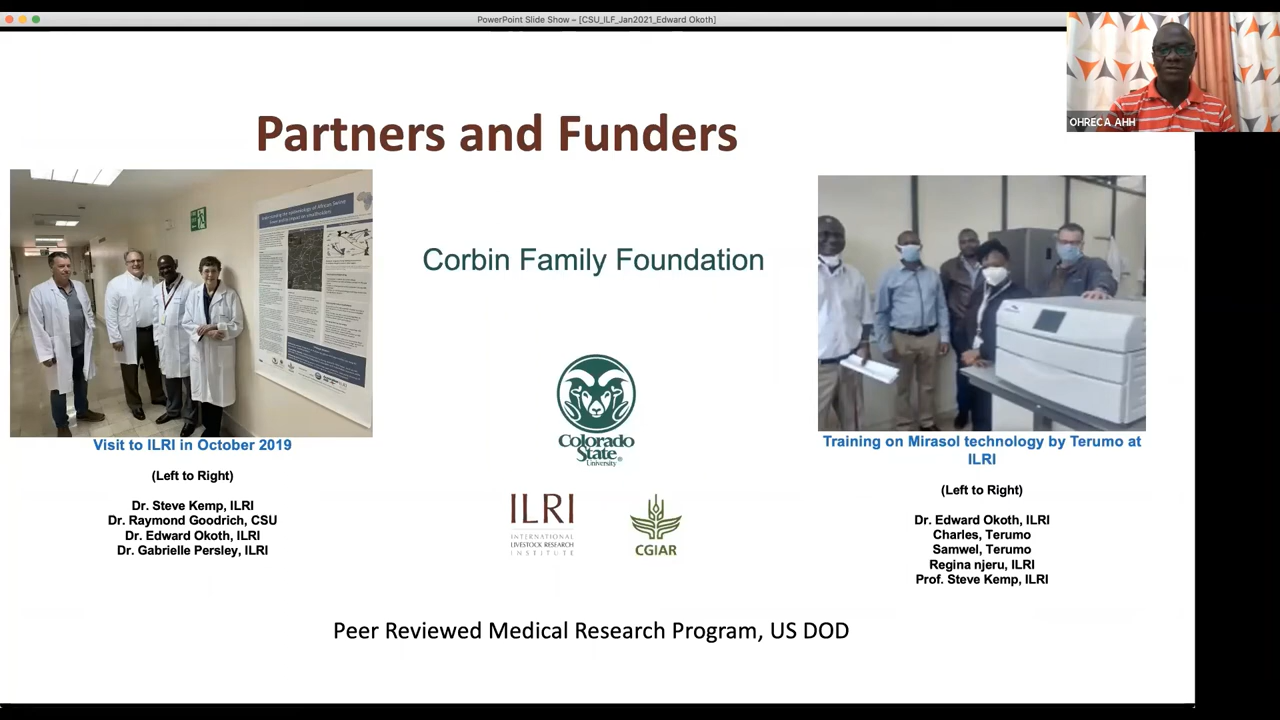 PowerPoint Slide Show – [CSU_ILF_Jan2021_Edward Okoth]
OHRECA AHH
Partners and Funders
Corbin Family Foundation
Colorado
State
University
ILRI
INTERNATIONAL
LIVESTOCK RESEARCH
INSTITUTE
CGIAR
Visit to ILRI in October 2019
(Left to Right)
Dr. Steve Kemp, ILRI
Dr. Raymond Goodrich, CSU
Dr. Edward Okoth, ILRI
Dr. Gabrielle Persley, ILRI
Training on Mirasol technology by Terumo at
ILRI
(Left to Right)
Dr. Edward Okoth, ILRI
Charles, Terumo
Samwel, Terumo
Regina njeru, ILRI
Prof. Steve Kemp, ILRI
Peer Reviewed Medical Research Program, US DOD